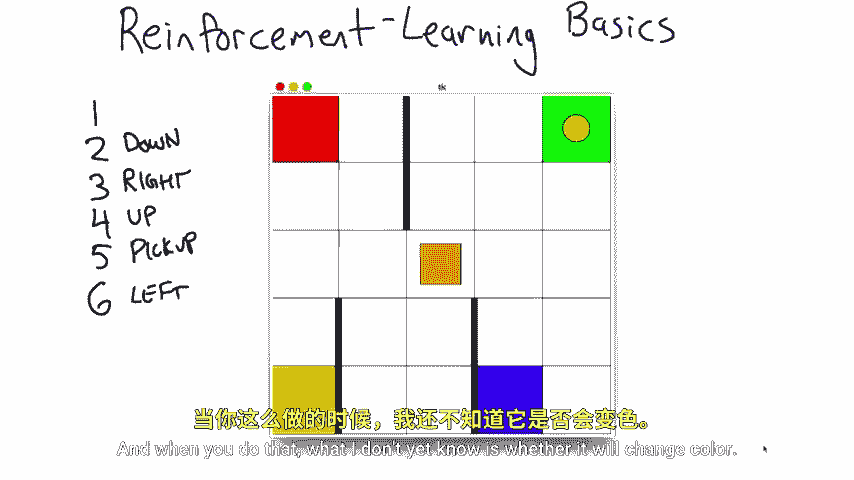 Reinforcement-Learning Basics
tk
1
2 DOWN
3 RIGHT
4 UP
5 PICKUP
6 LEFT
当你这么做的时候，我还不知道它是否会变色。
And when you do that, what I don't yet know is whether it will change color.